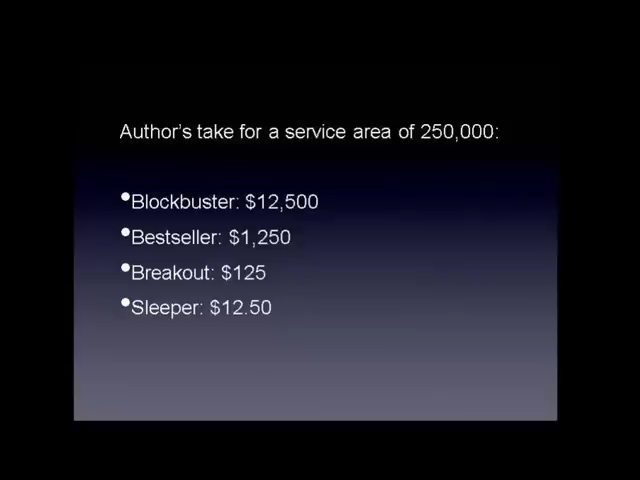 Author's take for a service area of 250,000:
•Blockbuster: $12,500
•Bestseller: $1,250
•Breakout: $125
•Sleeper: $12.50